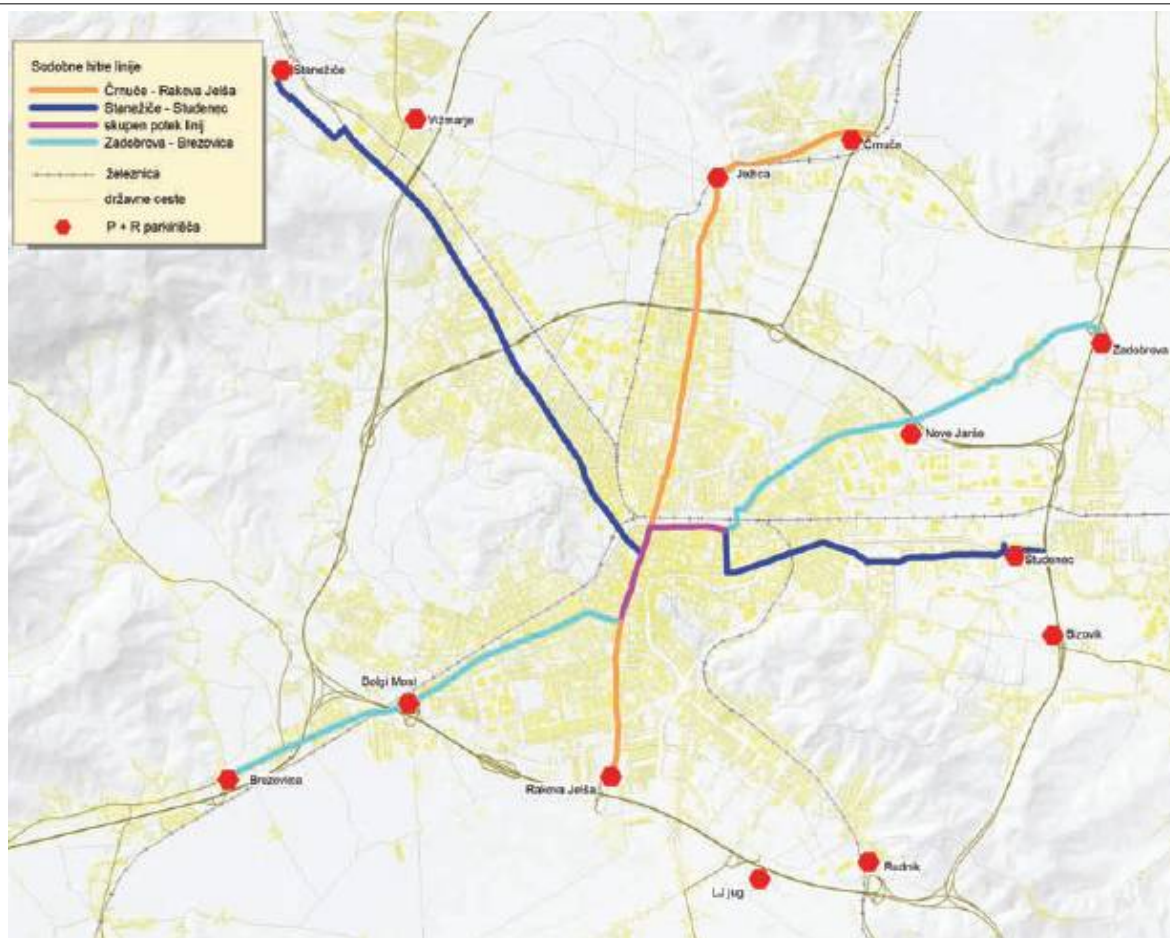 Sodobne hitre linije
Črnuče - Rakova Jelša
Stanežiče - Studenec
skupen potek linij
Zadobrova - Brezovica
železnica
državne ceste
P + R parkirišča
Stanežiče
Vižmarje
Črnuče
Ježica
Zadobrova
Nove Jarše
Studenec
Bizovik
Dolgi Most
Brezovica
Rakova Jelša
Rudnik
LJ jug